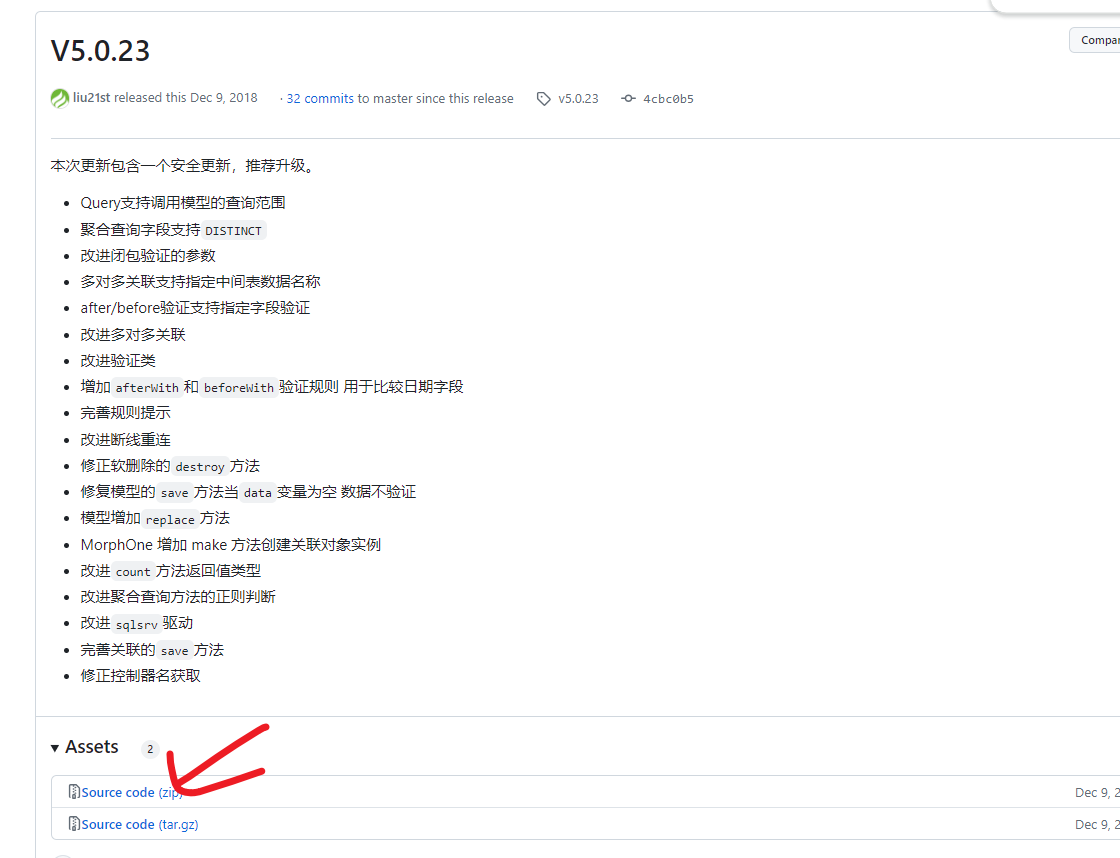 V5.0.23
liu21st released this Dec 9, 2018 · 32 commits to master since this release v5.0.23 4cbc0b5
本次更新包含一个安全更新，推荐升级。
Query支持调用模型的查询范围
聚合查询字段支持 DISTINCT
改进闭包验证的参数
多对多关联支持指定中间表数据名称
after/before验证支持指定字段验证
改进多对多关联
改进验证类
增加 afterWith 和 beforeWith 验证规则 用于比较日期字段
完善规则提示
改进断线重连
修正软删除的 destroy 方法
修复模型的 save 方法当 data 变量为空 数据不验证
模型增加 replace 方法
MorphOne 增加 make 方法创建关联对象实例
改进 count 方法返回值类型
改进聚合查询方法的正则判断
改进 sqlsrv 驱动
完善关联的 save 方法
修正控制器名获取
Assets 2
Source code (zip) Dec 9, 2
Source code (tar.gz) Dec 9, 2